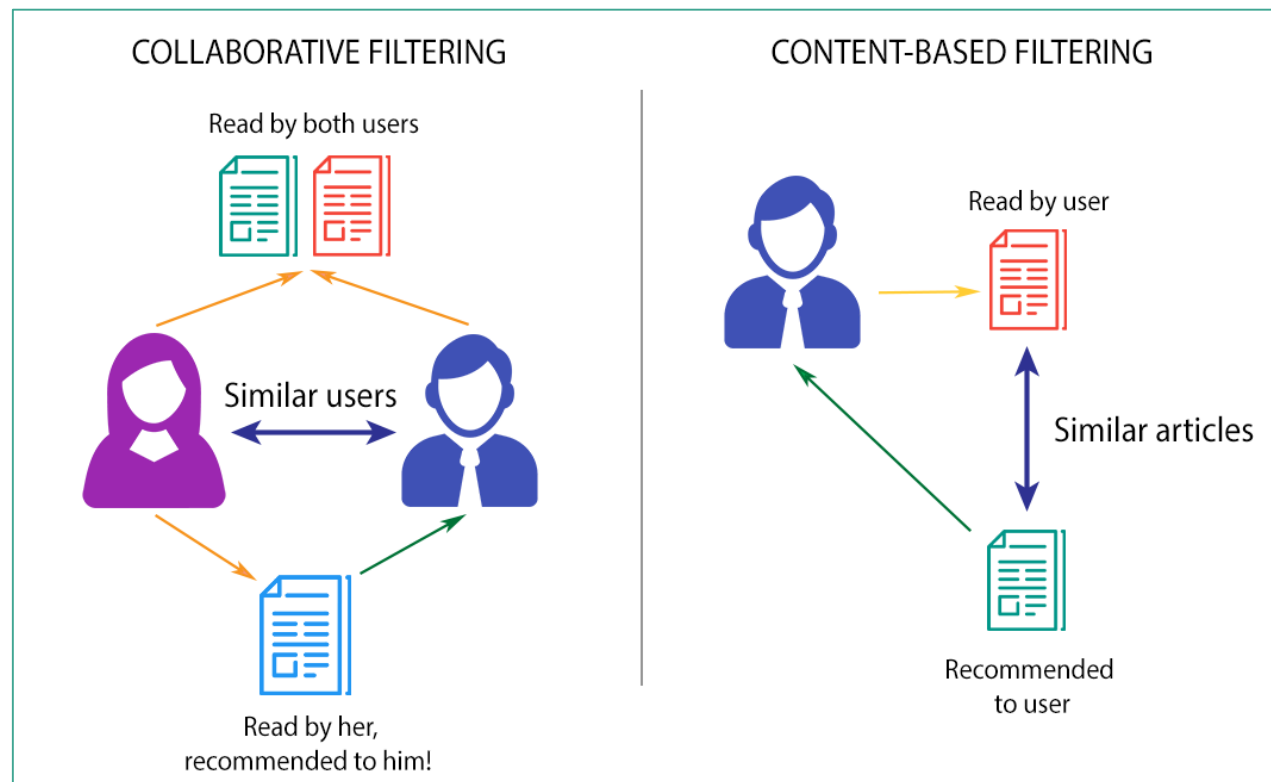 COLLABORATIVE FILTERING
Read by both users
Similar users
Read by her,
recommended to him!
CONTENT-BASED FILTERING
Read by user
Similar articles
Recommended
to user